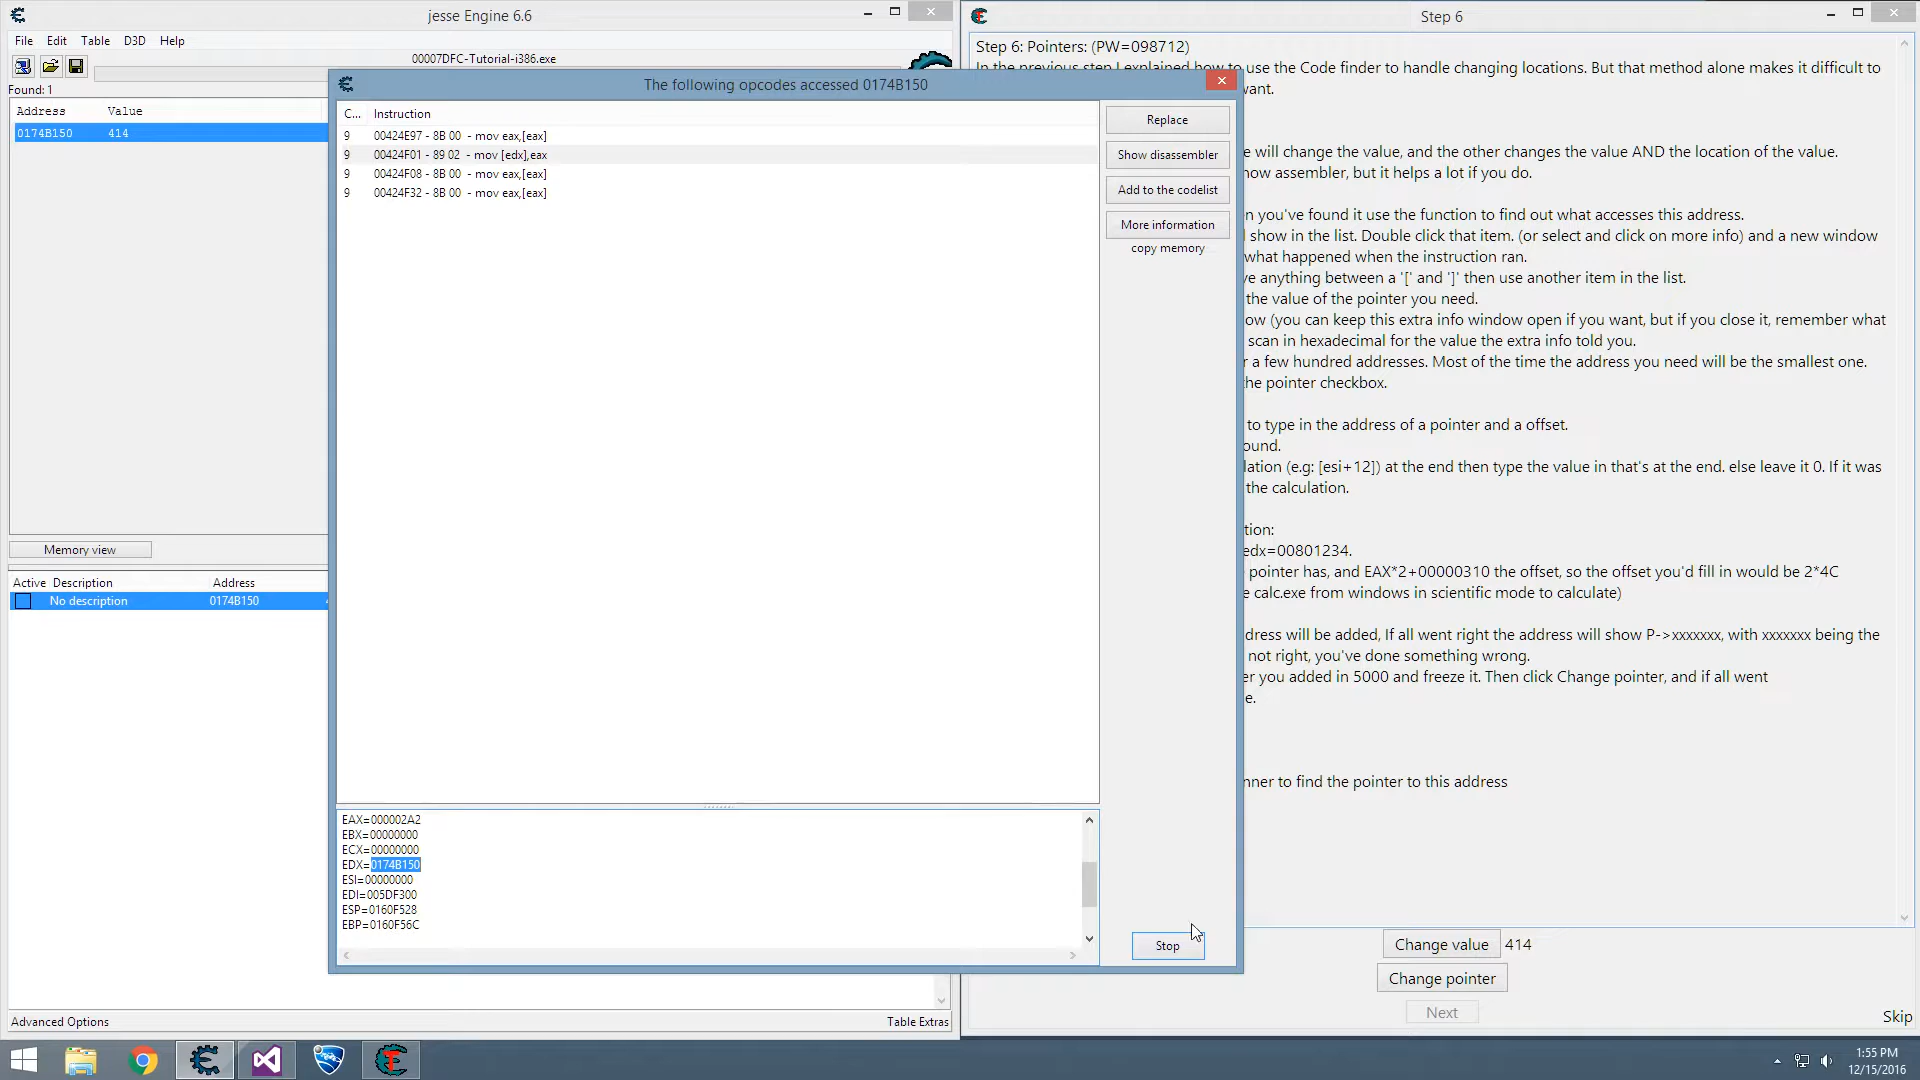 jesse Engine 6.6
File Edit Table D3D Help
00007DFC-Tutorial-i386.exe
Found: 1
Address Value
0174B150 414
Memory view
Active Description Address
No description 0174B150
Advanced Options Table Extras
The following opcodes accessed 0174B150
C... Instruction
9 00424E97 - 8B 00 - mov eax,[eax]
9 00424F01 - 89 02 - mov [edx],eax
9 00424F08 - 8B 00 - mov eax,[eax]
9 00424F32 - 8B 00 - mov eax,[eax]
Replace
Show disassembler
Add to the codelist
More information
copy memory
EAX=000002A2
EBX=00000000
ECX=00000000
EDX=0174B150
ESI=00000000
EDI=005DF300
ESP=0160F528
EBP=0160F56C
Stop
Step 6
Step 6: Pointers: (PW=098712)
In the previous step I explained how to use the Code finder to handle changing locations. But that method alone makes it difficult to
want.
e will change the value, and the other changes the value AND the location of the value.
now assembler, but it helps a lot if you do.
n you've found it use the function to find out what accesses this address.
l show in the list. Double click that item. (or select and click on more info) and a new window
what happened when the instruction ran.
ve anything between a '[' and ']' then use another item in the list.
the value of the pointer you need.
ow (you can keep this extra info window open if you want, but if you close it, remember what
scan in hexadecimal for the value the extra info told you.
r a few hundred addresses. Most of the time the address you need will be the smallest one.
the pointer checkbox.
to type in the address of a pointer and a offset.
ound.
lation (e.g: [esi+12]) at the end then type the value in that's at the end. else leave it 0. If it was
the calculation.
tion:
edx=00801234.
pointer has, and EAX*2+00000310 the offset, so the offset you'd fill in would be 2*4C
e calc.exe from windows in scientific mode to calculate)
dress will be added, If all went right the address will show P->xxxxxxx, with xxxxxxx being the
not right, you've done something wrong.
er you added in 5000 and freeze it. Then click Change pointer, and if all went
e.
nner to find the pointer to this address
Change value 414
Change pointer
Next
Skip
1:55 PM
12/15/2016